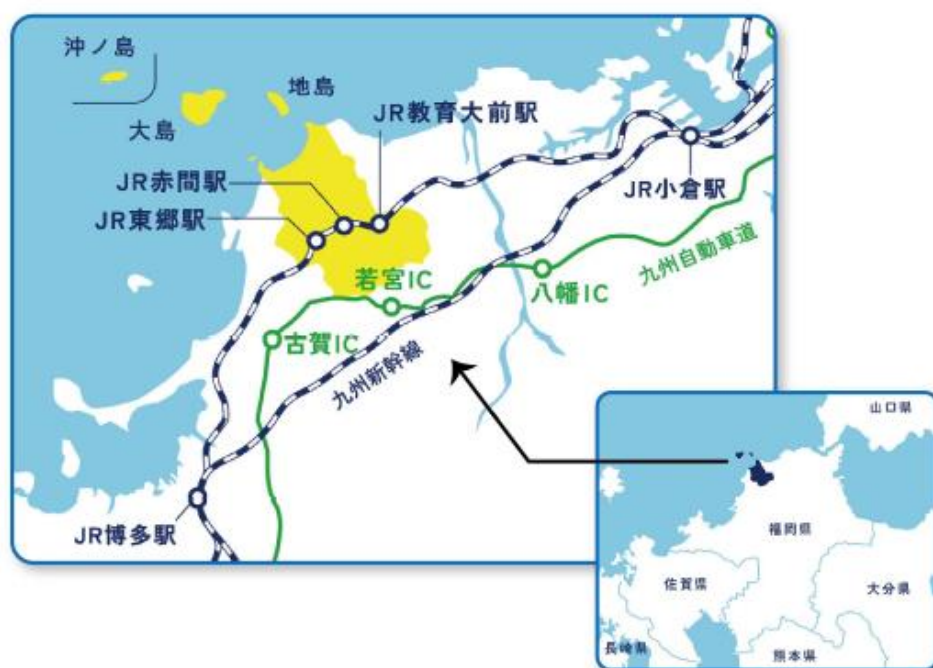 沖ノ島
地島
大島
JR教育大前駅
JR赤間駅
JR小倉駅
JR東郷駅
九州自動車道
若宮IC
八幡IC
古賀IC
九州新幹線
JR博多駅
山口県
福岡県
佐賀県
大分県
長崎県
熊本県